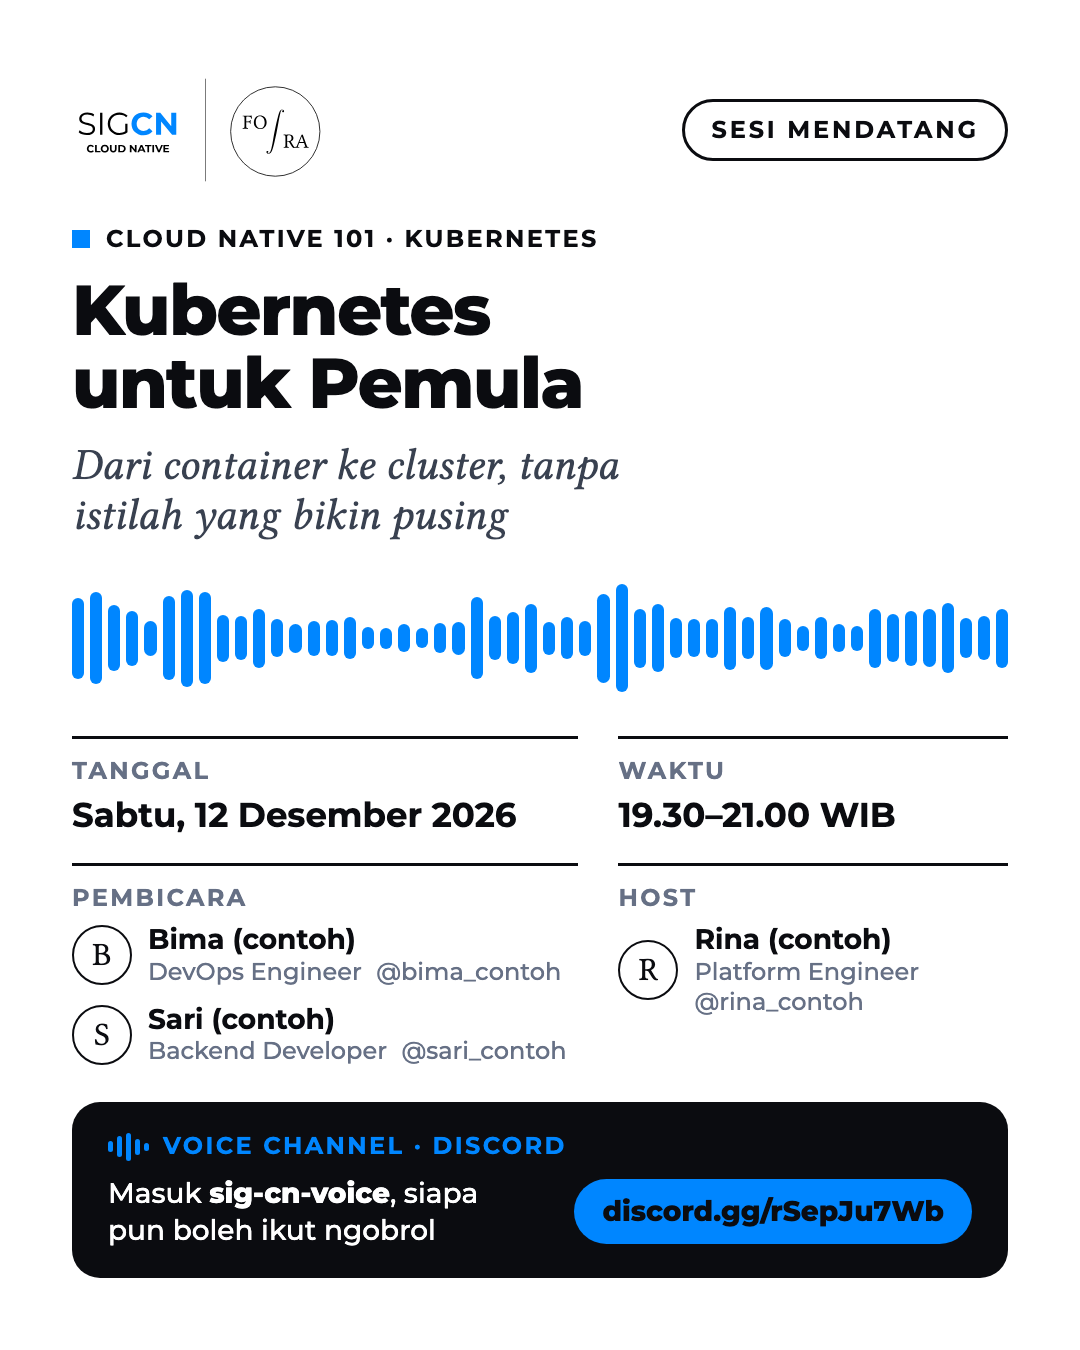 SIGCN
CLOUD NATIVE
FO
RA
SESI MENDATANG
CLOUD NATIVE 101 · KUBERNETES
Kubernetes
untuk Pemula
Dari container ke cluster, tanpa
istilah yang bikin pusing
TANGGAL
Sabtu, 12 Desember 2026
WAKTU
19.30–21.00 WIB
PEMBICARA
B
Bima (contoh)
DevOps Engineer @bima_contoh
S
Sari (contoh)
Backend Developer @sari_contoh
HOST
R
Rina (contoh)
Platform Engineer
@rina_contoh
VOICE CHANNEL · DISCORD
Masuk sig-cn-voice, siapa
pun boleh ikut ngobrol
discord.gg/rSepJu7Wb